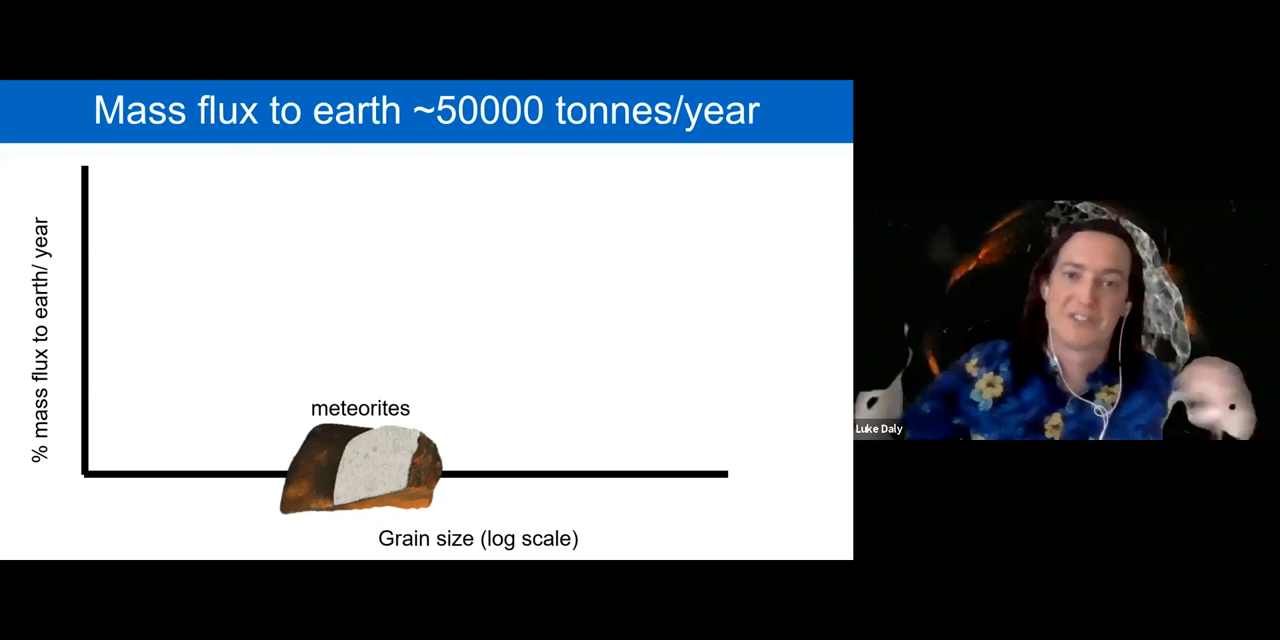 Mass flux to earth ~50000 tonnes/year
% mass flux to earth/ year
meteorites
Grain size (log scale)
Luke Daly